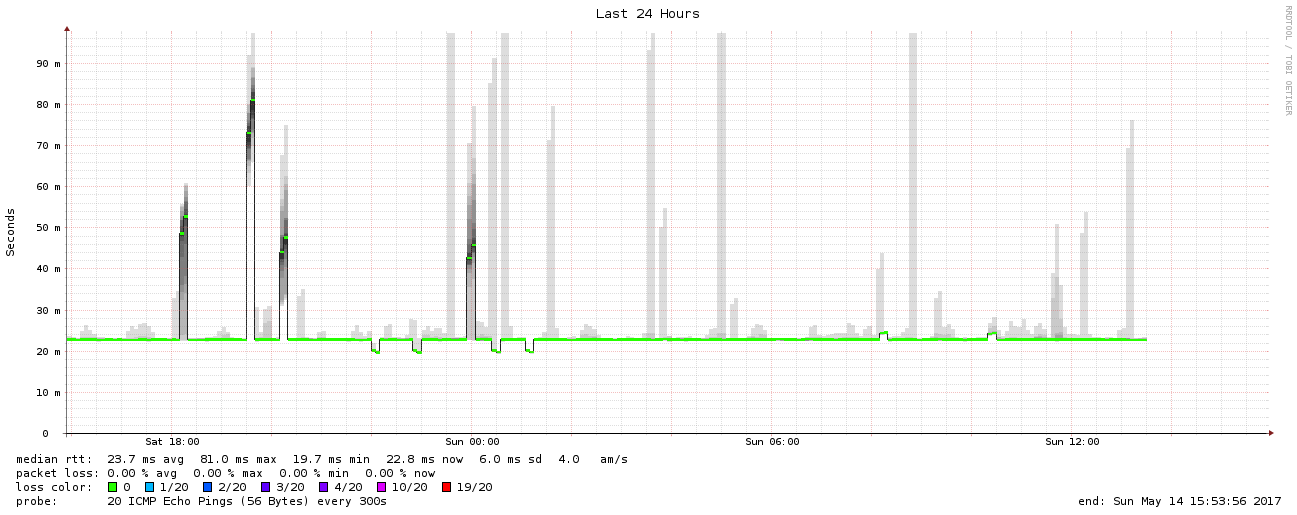 Last 24 Hours
RRDTOOL / TOBI OETIKER
Seconds
90 m
80 m
70 m
60 m
50 m
40 m
30 m
20 m
10 m
0
Sat 18:00 Sun 00:00 Sun 06:00 Sun 12:00
median rtt: 23.7 ms avg 81.0 ms max 19.7 ms min 22.8 ms now 6.0 ms sd 4.0 am/s
packet loss: 0.00 % avg 0.00 % max 0.00 % min 0.00 % now
loss color: 0 1/20 2/20 3/20 4/20 10/20 19/20
probe: 20 ICMP Echo Pings (56 Bytes) every 300s end: Sun May 14 15:53:56 2017